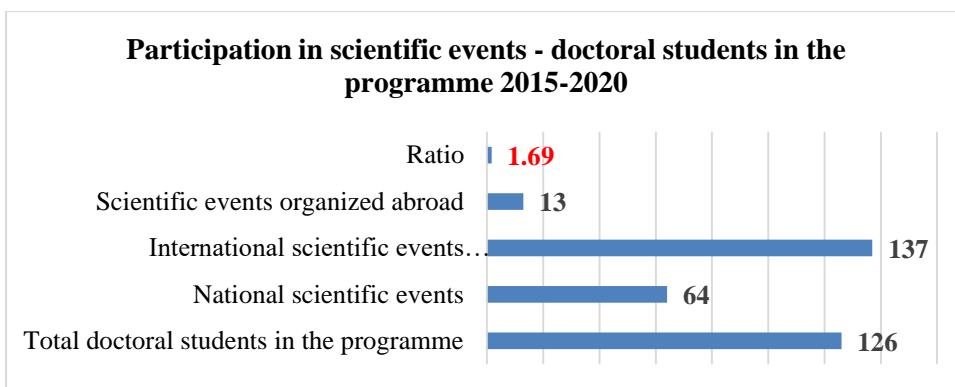 Participation in scientific events - doctoral students in the
programme 2015-2020
Ratio 1.69
Scientific events organized abroad 13
International scientific events… 137
National scientific events 64
Total doctoral students in the programme 126